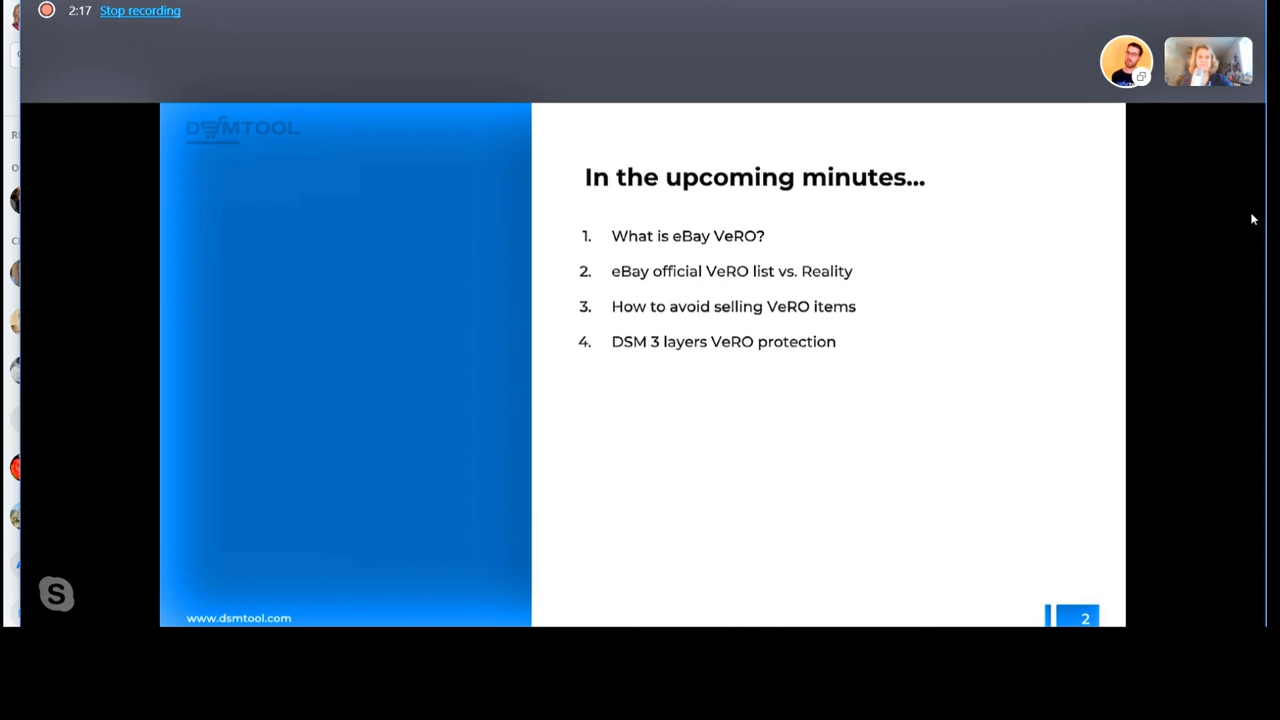 2:17 Stop recording
DSMTOOL
In the upcoming minutes...
1. What is eBay VeRO?
2. eBay official VeRO list vs. Reality
3. How to avoid selling VeRO items
4. DSM 3 layers VeRO protection
S
www.dsmtool.com
2